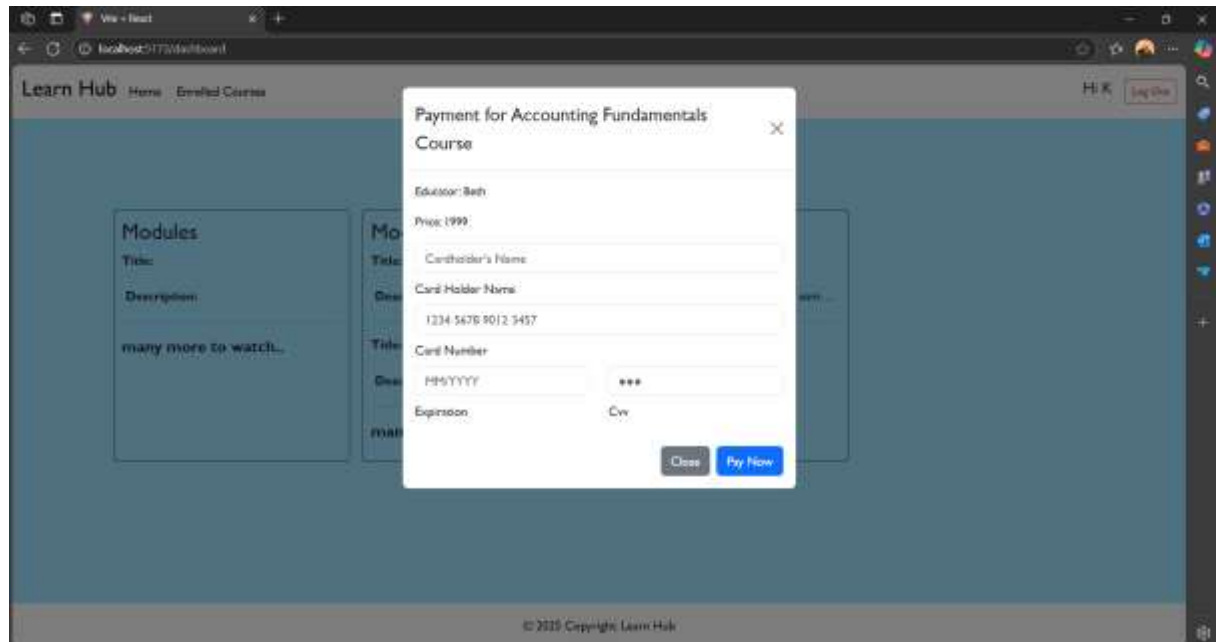 Vite + React
localhost:5173/dashboard
Learn Hub Home Enrolled Courses
Hi K Log Out
Payment for Accounting Fundamentals
Course
Educator: Beth
Price: 1999
Cardholder's Name
Card Holder Name
1234 5678 9012 3457
Card Number
MM/YYYY
●●●
Expiration
Cvv
Close Pay Now
Modules
Title:
Description:
many more to watch..
Mo
Title:
Des
Title:
Des
man
© 2025 Copyright: Learn Hub